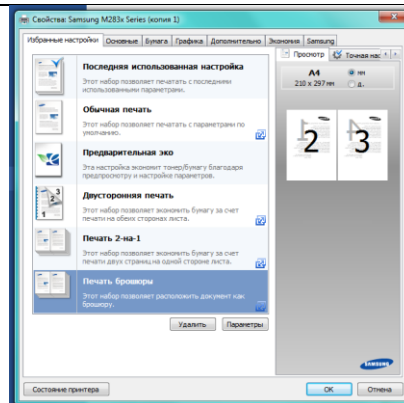 Свойства: Samsung M283x Series (копия 1)
Избранные настройки Основные Бумага Графика Дополнительно Экономия Samsung
Последняя использованная настройка
Этот набор позволяет печатать с последними
использованными параметрами.
Обычная печать
Этот набор позволяет печатать с параметрами по
умолчанию.
Предварительная эко
Эта настройка экономит тонер/бумагу благодаря
предпросмотру и настройке параметров.
Двусторонняя печать
Этот набор позволяет экономить бумагу за счет
печати на обеих сторонах листа.
Печать 2-на-1
Этот набор позволяет экономить бумагу за счет
печати двух страниц на одной стороне листа.
Печать брошюры
Этот набор позволяет расположить документ как
брошюру.
Удалить Параметры
Просмотр Точная нас
A4
210 x 297 мм
мм
д.
2 3
SAMSUNG
Состояние принтера OK Отмена